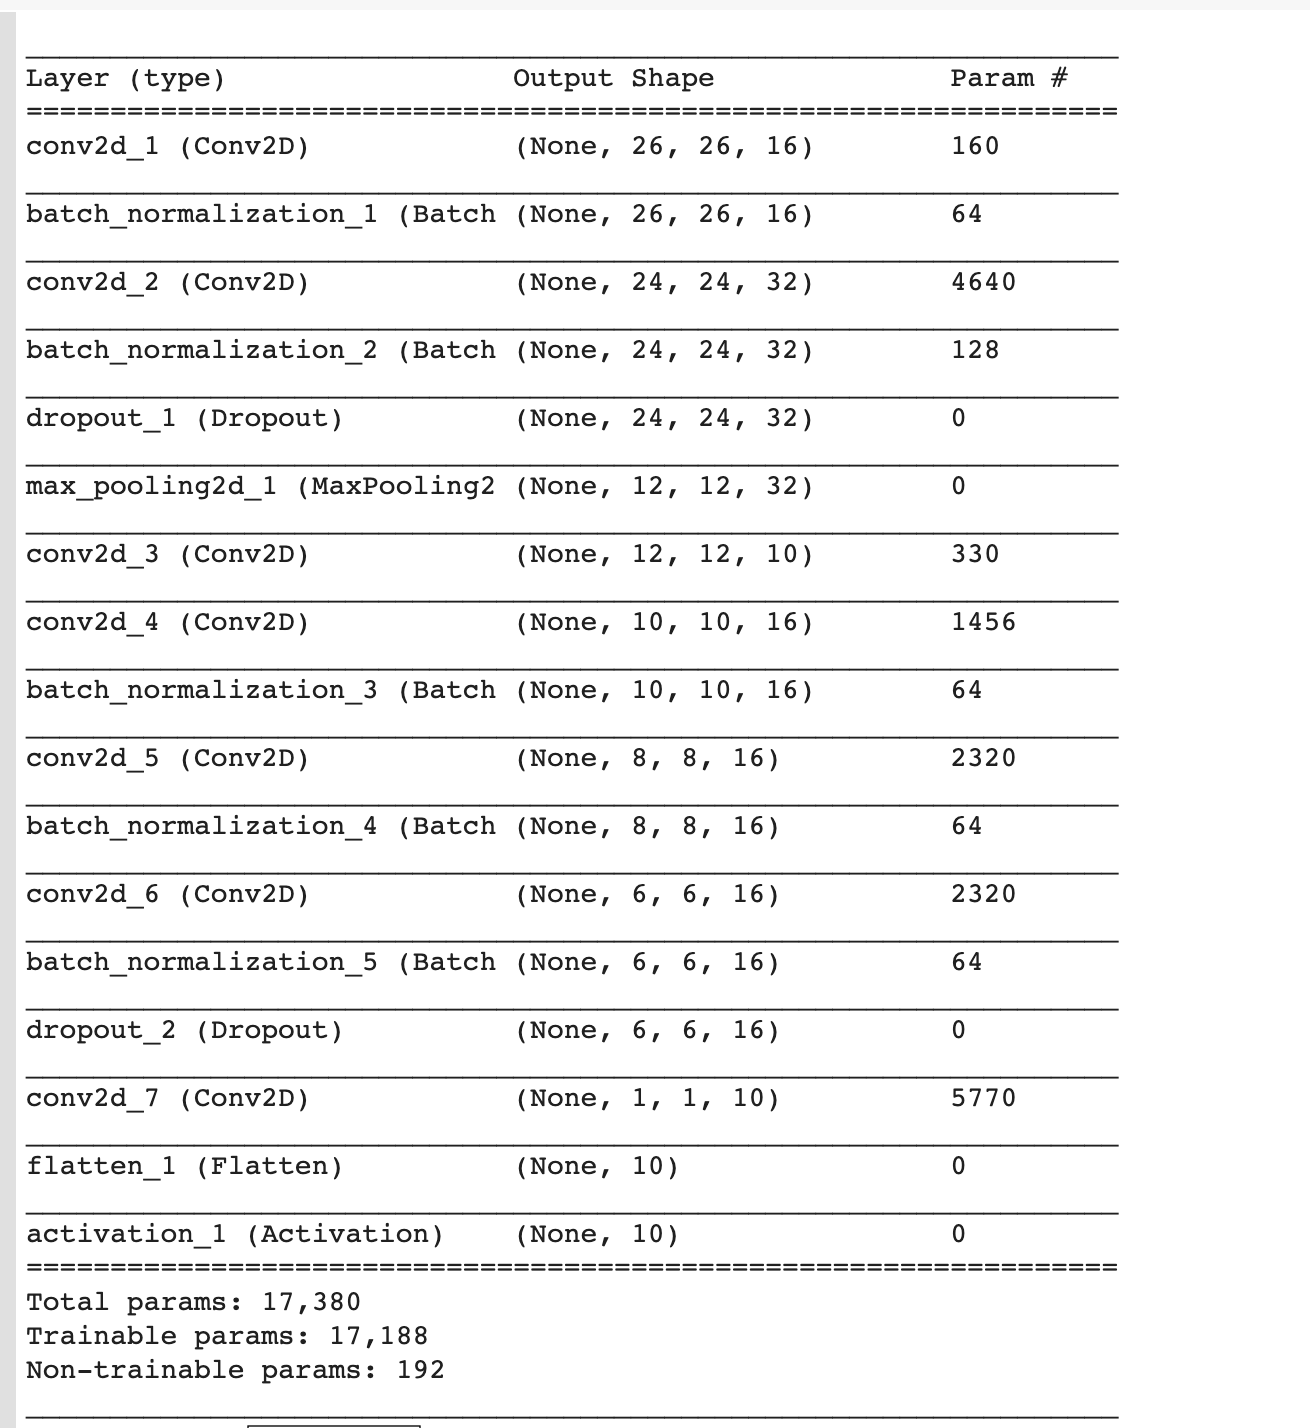 Layer (type) Output Shape Param #
=================================================================
conv2d_1 (Conv2D) (None, 26, 26, 16) 160
batch_normalization_1 (Batch (None, 26, 26, 16) 64
conv2d_2 (Conv2D) (None, 24, 24, 32) 4640
batch_normalization_2 (Batch (None, 24, 24, 32) 128
dropout_1 (Dropout) (None, 24, 24, 32) 0
max_pooling2d_1 (MaxPooling2 (None, 12, 12, 32) 0
conv2d_3 (Conv2D) (None, 12, 12, 10) 330
conv2d_4 (Conv2D) (None, 10, 10, 16) 1456
batch_normalization_3 (Batch (None, 10, 10, 16) 64
conv2d_5 (Conv2D) (None, 8, 8, 16) 2320
batch_normalization_4 (Batch (None, 8, 8, 16) 64
conv2d_6 (Conv2D) (None, 6, 6, 16) 2320
batch_normalization_5 (Batch (None, 6, 6, 16) 64
dropout_2 (Dropout) (None, 6, 6, 16) 0
conv2d_7 (Conv2D) (None, 1, 1, 10) 5770
flatten_1 (Flatten) (None, 10) 0
activation_1 (Activation) (None, 10) 0
=================================================================
Total params: 17,380
Trainable params: 17,188
Non-trainable params: 192